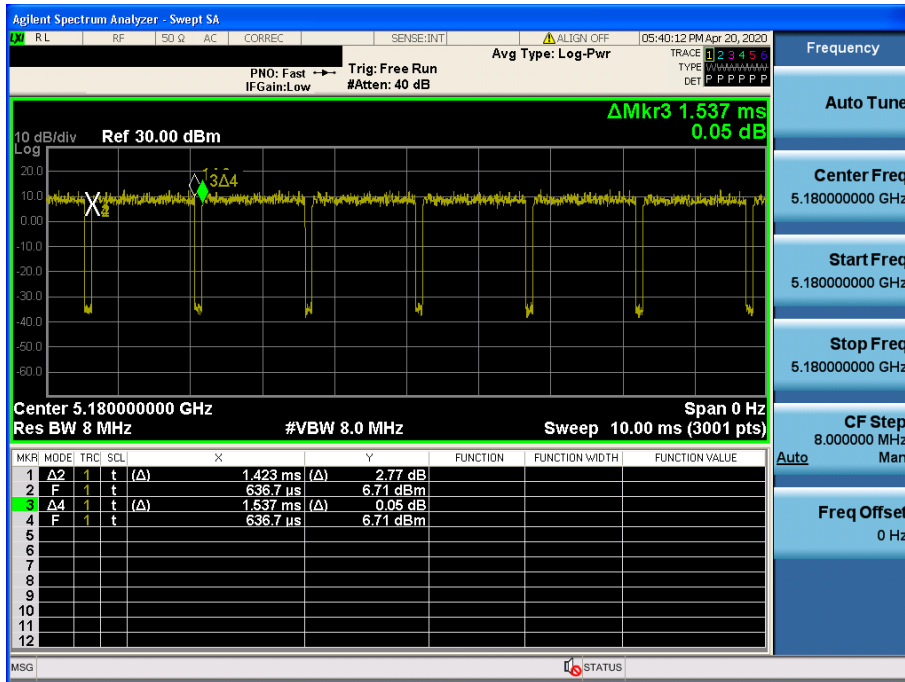 Agilent Spectrum Analyzer - Swept SA
LXI RL RF 50 Ω AC CORREC SENSE:INT ALIGN OFF 05:40:12 PM Apr 20, 2020
Avg Type: Log-Pwr TRACE 1 2 3 4 5 6
PNO: Fast Trig: Free Run TYPE
IFGain:Low #Atten: 40 dB DET P P P P P P
ΔMkr3 1.537 ms
0.05 dB
10 dB/div Ref 30.00 dBm
Log
20.0
3Δ4
10.0
0.00
-10.0
-20.0
-30.0
-40.0
-50.0
-60.0
Center 5.180000000 GHz Span 0 Hz
Res BW 8 MHz #VBW 8.0 MHz Sweep 10.00 ms (3001 pts)
MKR MODE TRC SCL X Y FUNCTION FUNCTION WIDTH FUNCTION VALUE
1 Δ2 1 t (Δ) 1.423 ms (Δ) 2.77 dB
2 F 1 t 636.7 µs 6.71 dBm
3 Δ4 1 t (Δ) 1.537 ms (Δ) 0.05 dB
4 F 1 t 636.7 µs 6.71 dBm
5
6
7
8
9
10
11
12
MSG STATUS
Frequency
Auto Tune
Center Freq
5.180000000 GHz
Start Freq
5.180000000 GHz
Stop Freq
5.180000000 GHz
CF Step
8.000000 MHz
Auto Man
Freq Offset
0 Hz